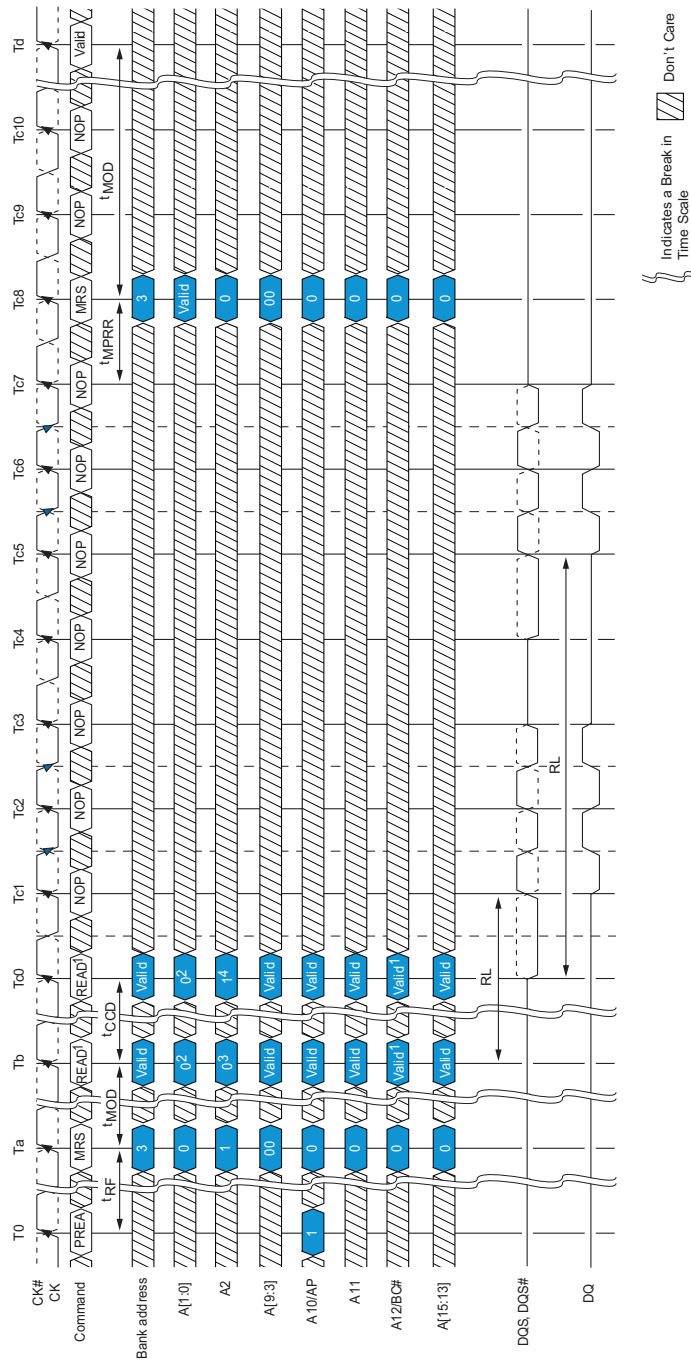 T0 Ta Tb Tc0 Tc1 Tc2 Tc3 Tc4 Tc5 Tc6 Tc7 Tc8 Tc9 Tc10 Td
CK#
CK
Command PREA MRS READ1 READ1 NOP NOP NOP NOP NOP NOP NOP MRS NOP NOP Valid
tRF tMOD tCCD tMPRR tMOD
Bank address 3 Valid Valid 3
A[1:0] 0 02 02 Valid
A2 1 03 14 0
A[9:3] 00 Valid Valid 00
A10/AP 1 0 Valid Valid 0
A11 0 Valid Valid 0
A12/BC# 0 Valid1 Valid1 0
A[15:13] 0 Valid Valid 0
RL
DQS, DQS#
RL
DQ
Indicates a Break in
Time Scale
Don't Care